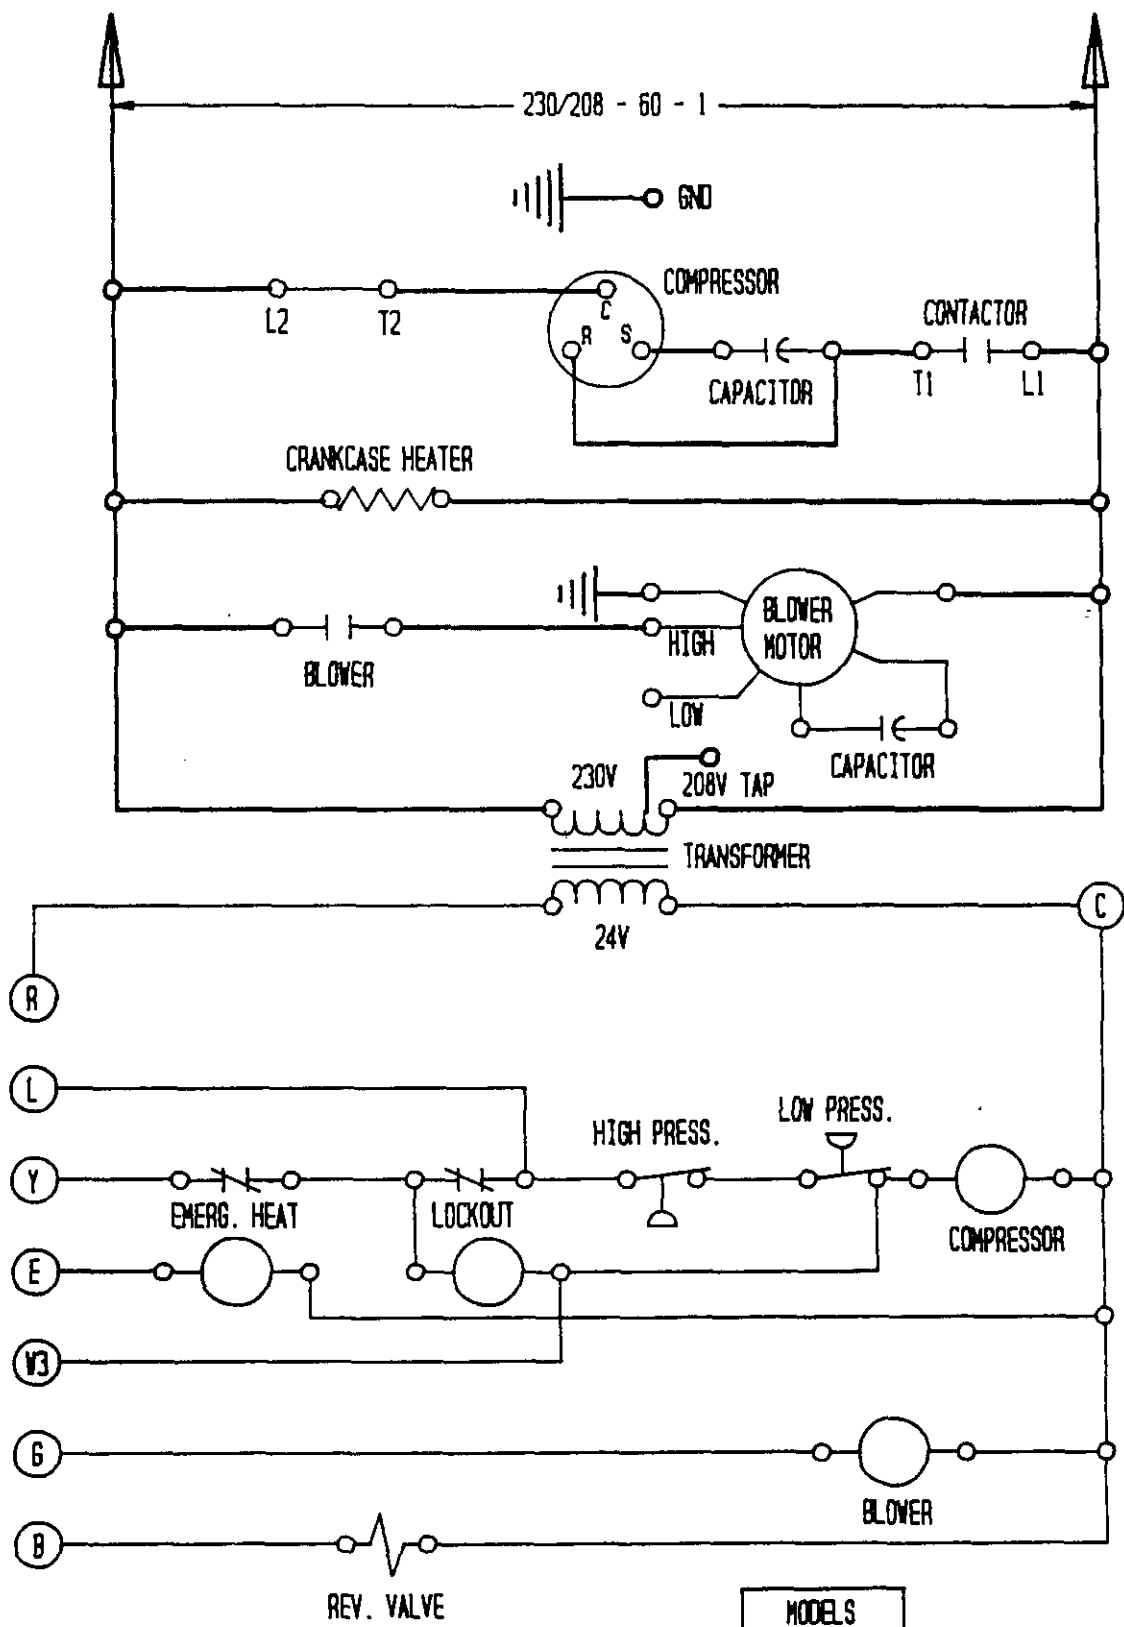 230/208 - 60 - 1
GND
COMPRESSOR
C
R S
L2 T2
CONTACTOR
CAPACITOR
T1 L1
CRANKCASE HEATER
BLOWER
MOTOR
HIGH
BLOWER
LOW
CAPACITOR
230V
208V TAP
TRANSFORMER
C
24V
R
L
LOW PRESS.
HIGH PRESS.
Y
EMERG. HEAT
LOCKOUT
COMPRESSOR
E
W3
G
BLOWER
B
REV. VALVE
MODELS